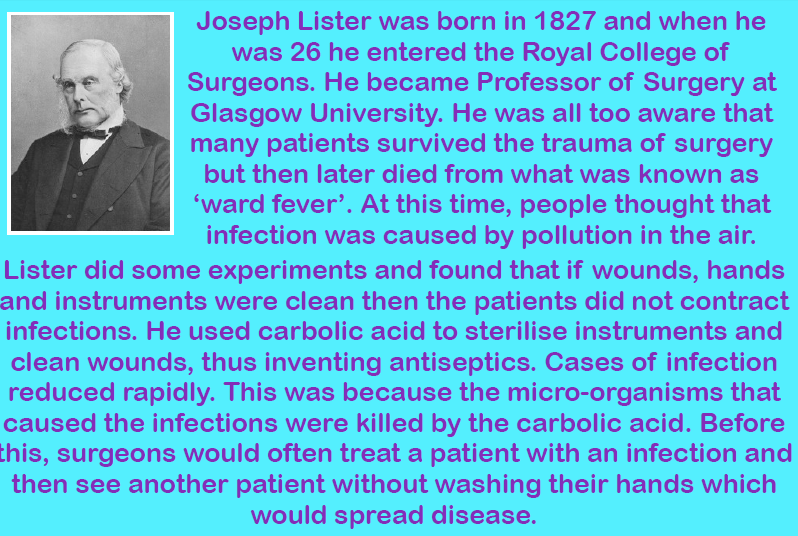 Joseph Lister was born in 1827 and when he
was 26 he entered the Royal College of
Surgeons. He became Professor of Surgery at
Glasgow University. He was all too aware that
many patients survived the trauma of surgery
but then later died from what was known as
‘ward fever’. At this time, people thought that
infection was caused by pollution in the air.
Lister did some experiments and found that if wounds, hands
and instruments were clean then the patients did not contract
infections. He used carbolic acid to sterilise instruments and
clean wounds, thus inventing antiseptics. Cases of infection
reduced rapidly. This was because the micro-organisms that
caused the infections were killed by the carbolic acid. Before
this, surgeons would often treat a patient with an infection and
then see another patient without washing their hands which
would spread disease.